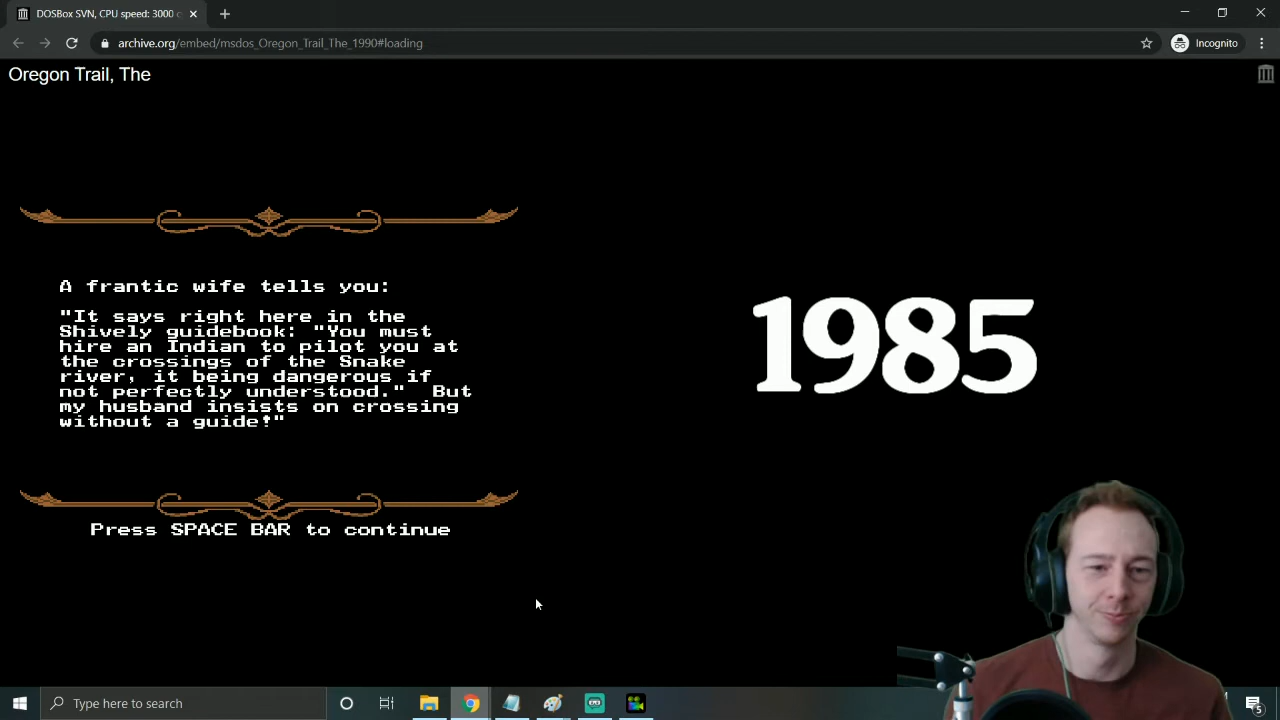 DOSBox SVN, CPU speed: 3000 c
archive.org/embed/msdos_Oregon_Trail_The_1990#loading
Incognito
Oregon Trail, The
A frantic wife tells you:
"It says right here in the
Shively guidebook: "You must
hire an Indian to pilot you at
the crossings of the Snake
river, it being dangerous if
not perfectly understood."  But
my husband insists on crossing
without a guide!"
Press SPACE BAR to continue
1985
Type here to search
5